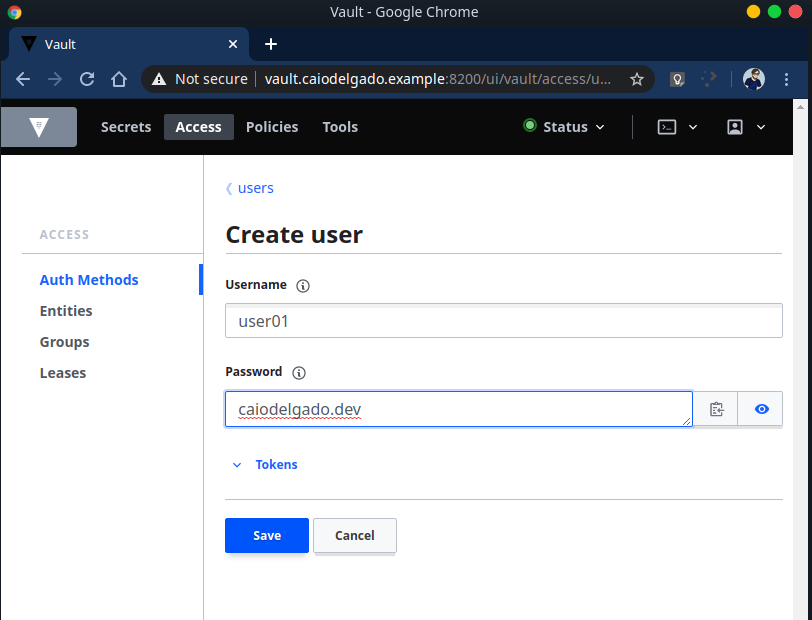 Vault - Google Chrome
Vault
Not secure vault.caiodelgado.example:8200/ui/vault/access/u...
Secrets Access Policies Tools Status
users
Create user
ACCESS
Auth Methods
Entities
Groups
Leases
Username
user01
Password
caiodelgado.dev
Tokens
Save Cancel